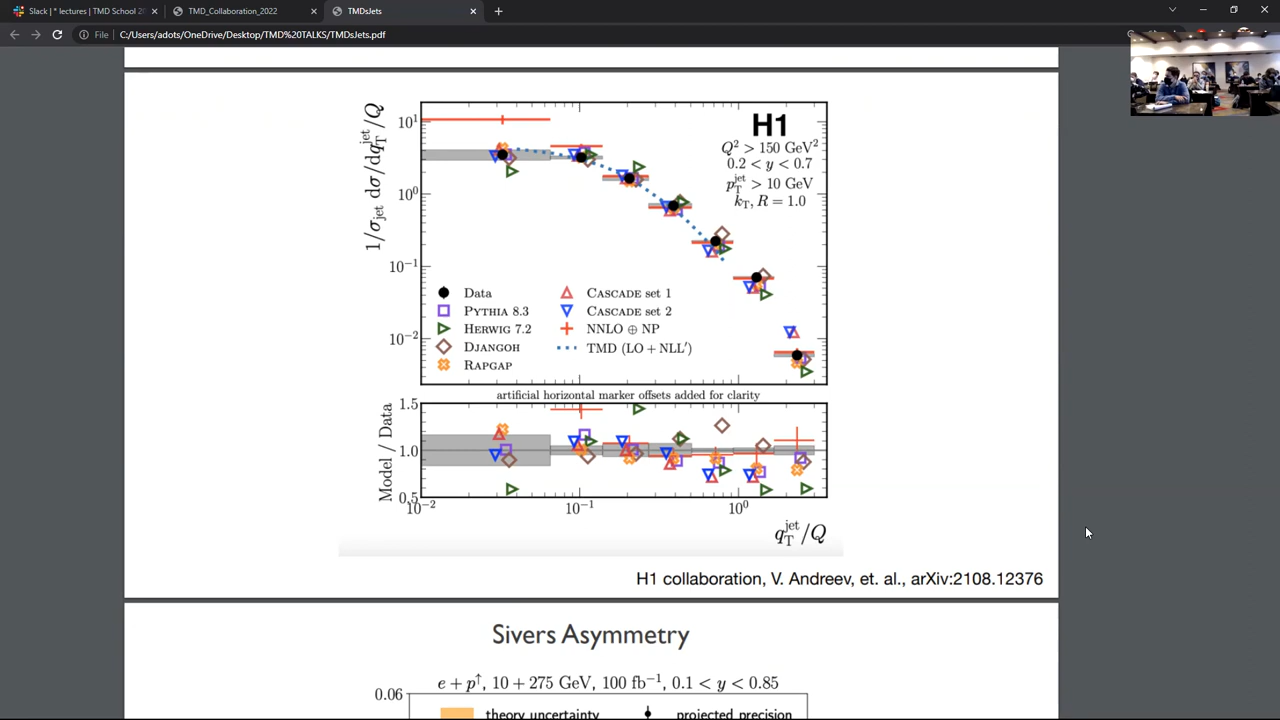 Slack | * lectures | TMD School 20
TMD_Collaboration_2022
TMDsJets
File
C:/Users/adots/OneDrive/Desktop/TMD%20TALKS/TMDsJets.pdf
1/σ_jet dσ/dq_T^jet/Q
10¹
10⁰
10⁻¹
10⁻²
H1
Q² > 150 GeV²
0.2 < y < 0.7
p_T^jet > 10 GeV
k_T, R = 1.0
Data
PYTHIA 8.3
HERWIG 7.2
DJANGOH
RAPGAP
CASCADE set 1
CASCADE set 2
NNLO ⊕ NP
TMD (LO + NLL′)
artificial horizontal marker offsets added for clarity
Model / Data
1.5
1.0
0.5
10⁻²
10⁻¹
10⁰
q_T^jet/Q
H1 collaboration, V. Andreev, et. al., arXiv:2108.12376
Sivers Asymmetry
e + p↑, 10 + 275 GeV, 100 fb⁻¹, 0.1 < y < 0.85
0.06
theory uncertainty
projected precision